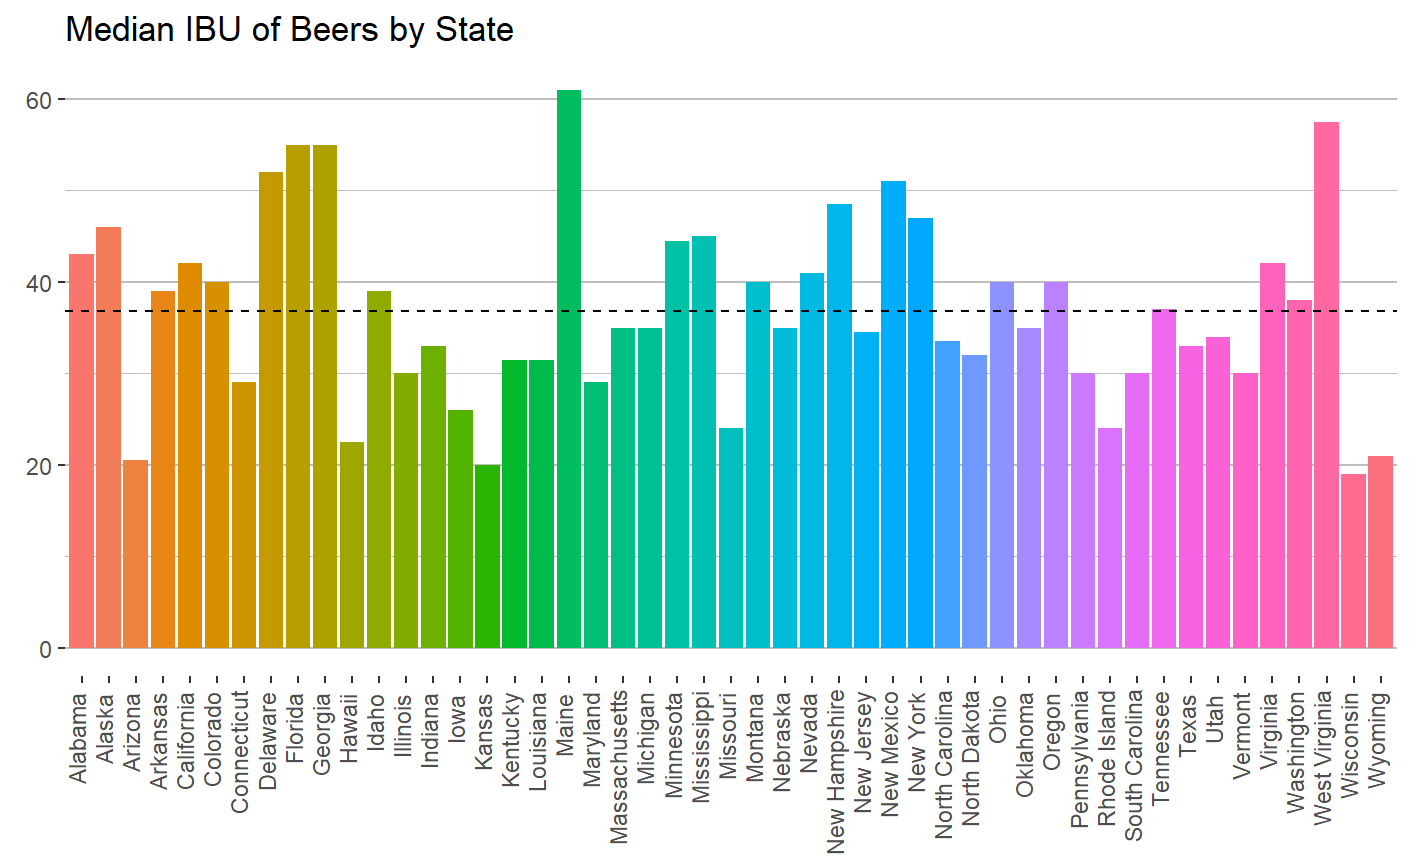 Median IBU of Beers by State
60
40
20
0
Alabama
Alaska
Arizona
Arkansas
California
Colorado
Connecticut
Delaware
Florida
Georgia
Hawaii
Idaho
Illinois
Indiana
Iowa
Kansas
Kentucky
Louisiana
Maine
Maryland
Massachusetts
Michigan
Minnesota
Mississippi
Missouri
Montana
Nebraska
Nevada
New Hampshire
New Jersey
New Mexico
New York
North Carolina
North Dakota
Ohio
Oklahoma
Oregon
Pennsylvania
Rhode Island
South Carolina
Tennessee
Texas
Utah
Vermont
Virginia
Washington
West Virginia
Wisconsin
Wyoming